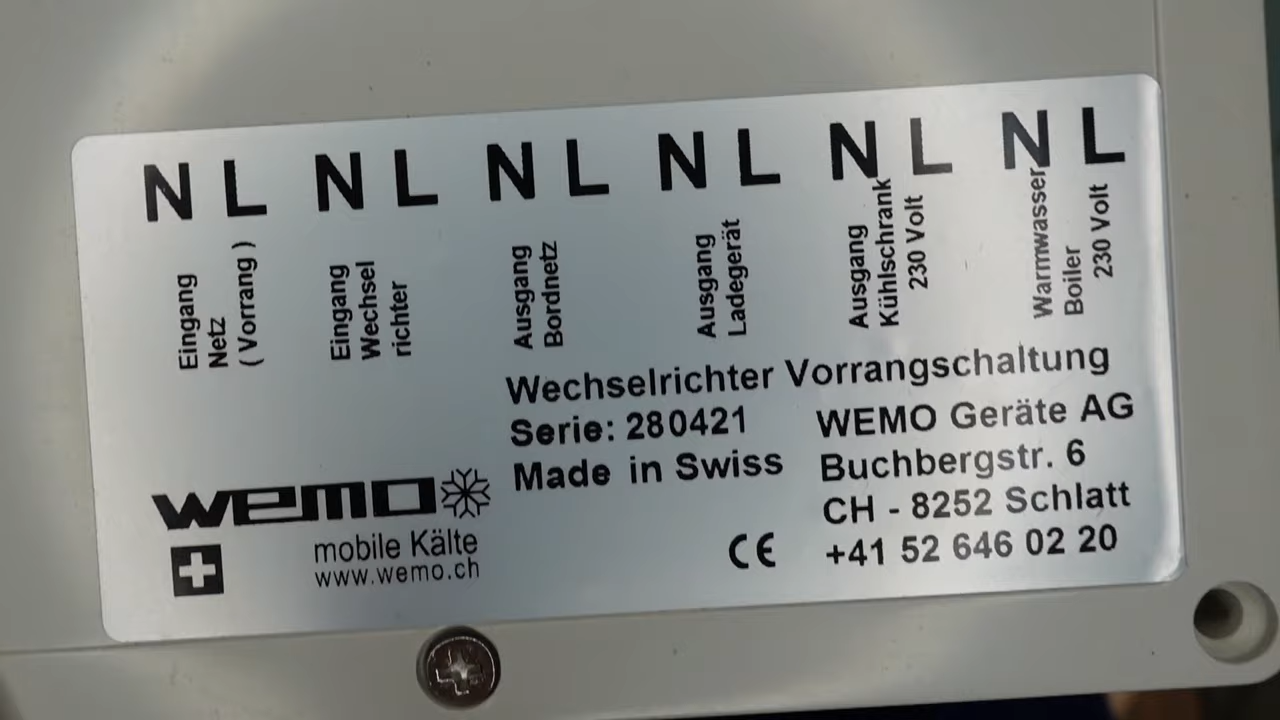 N L N L N L N L N L N L
Eingang
Netz
( Vorrang )
Eingang
Wechsel
richter
Ausgang
Bordnetz
Ausgang
Ladegerät
Ausgang
Kühlschrank
230 Volt
Warmwasser
Boiler
230 Volt
Wechselrichter Vorrangschaltung
Serie: 280421
Made in Swiss
WEMO Geräte AG
Buchbergstr. 6
CH - 8252 Schlatt
+41 52 646 02 20
CE
wemo
mobile Kälte
www.wemo.ch